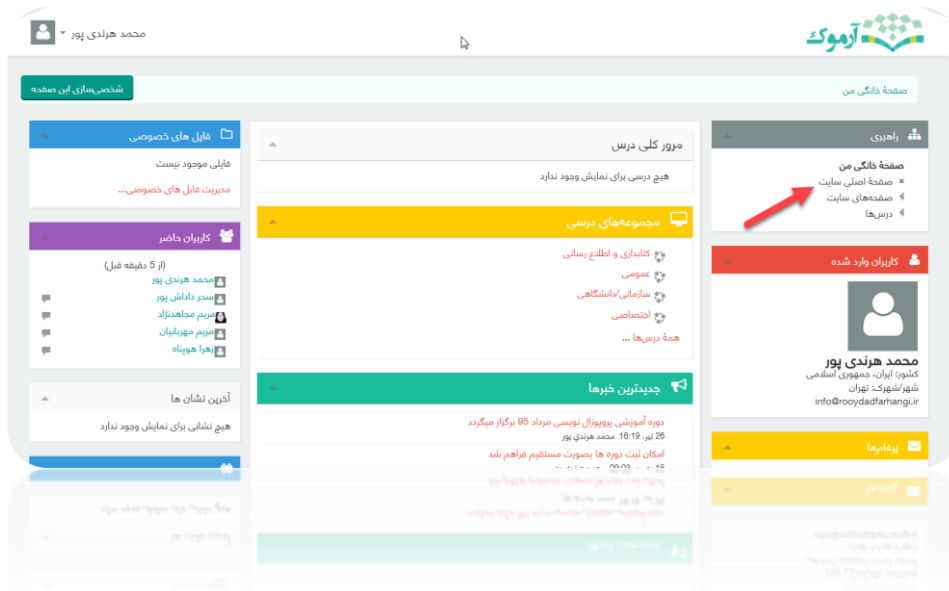 آرموک
محمد هرندی پور
صفحهٔ خانگی من
شخصی‌سازی این صفحه
راهبری
صفحهٔ خانگی من
صفحهٔ اصلی سایت
صفحه‌های سایت
درس‌ها
کاربران وارد شده
محمد هرندی پور
کشور: ایران، جمهوری اسلامی
شهر/شهرک: تهران
info@rooydadfarhangi.ir
پیغام‌ها
مرور کلی درس
هیچ درسی برای نمایش وجود ندارد
مجموعه‌های درسی
کتابداری و اطلاع رسانی
عمومی
سازمانی/دانشگاهی
اختصاصی
همهٔ درس‌ها ...
جدیدترین خبرها
دوره آموزشی پروپوزال نویسی مرداد 95 برگزار میگردد
26 تیر، 16:19 محمد هرندی پور
امکان ثبت دوره ها بصورت مستقیم فراهم شد
فایل های خصوصی
فایلی موجود نیست
مدیریت فایل های خصوصی...
کاربران حاضر
(از 5 دقیقه قبل)
محمد هرندی پور
سحر داداش پور
مریم مجاهدنژاد
مریم مهربانیان
زهرا هویناه
آخرین نشان ها
هیچ نشانی برای نمایش وجود ندارد